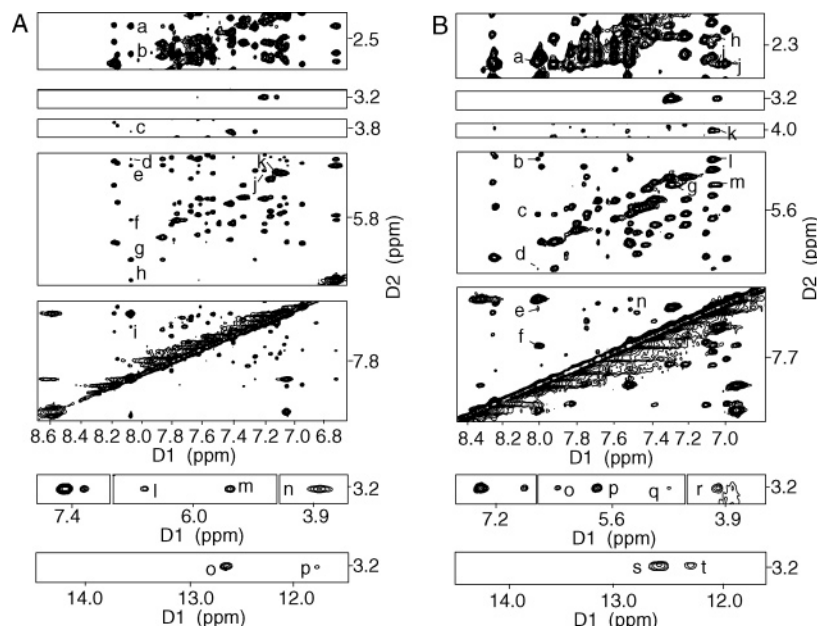 A
a
b
2.5
3.2
c
3.8
d
e
k
j
f
5.8
g
h
D2 (ppm)
i
7.8
8.6 8.4 8.2 8.0 7.8 7.6 7.4 7.2 7.0 6.8
D1 (ppm)
l
m
n
3.2
7.4 6.0 3.9
D1 (ppm)
o
p
3.2
14.0 13.0 12.0
D1 (ppm)
B
a
h
i
j
2.3
3.2
k
4.0
b
l
m
g
c
5.6
d
D2 (ppm)
e
n
f
7.7
8.4 8.2 8.0 7.8 7.6 7.4 7.2 7.0
D1 (ppm)
o
p
q
r
3.2
7.2 5.6 3.9
D1 (ppm)
s
t
3.2
14.0 13.0 12.0
D1 (ppm)